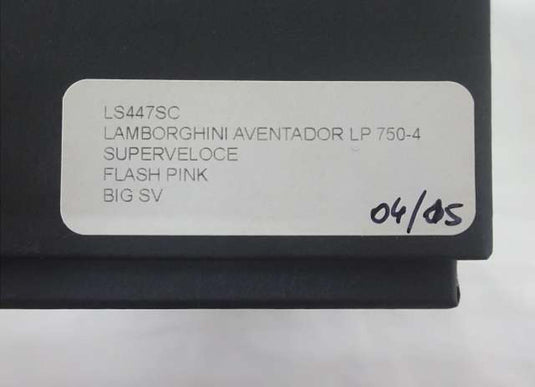 LS447SC
LAMBORGHINI AVENTADOR LP 750-4
SUPERVELOCE
FLASH PINK
BIG SV
04/05